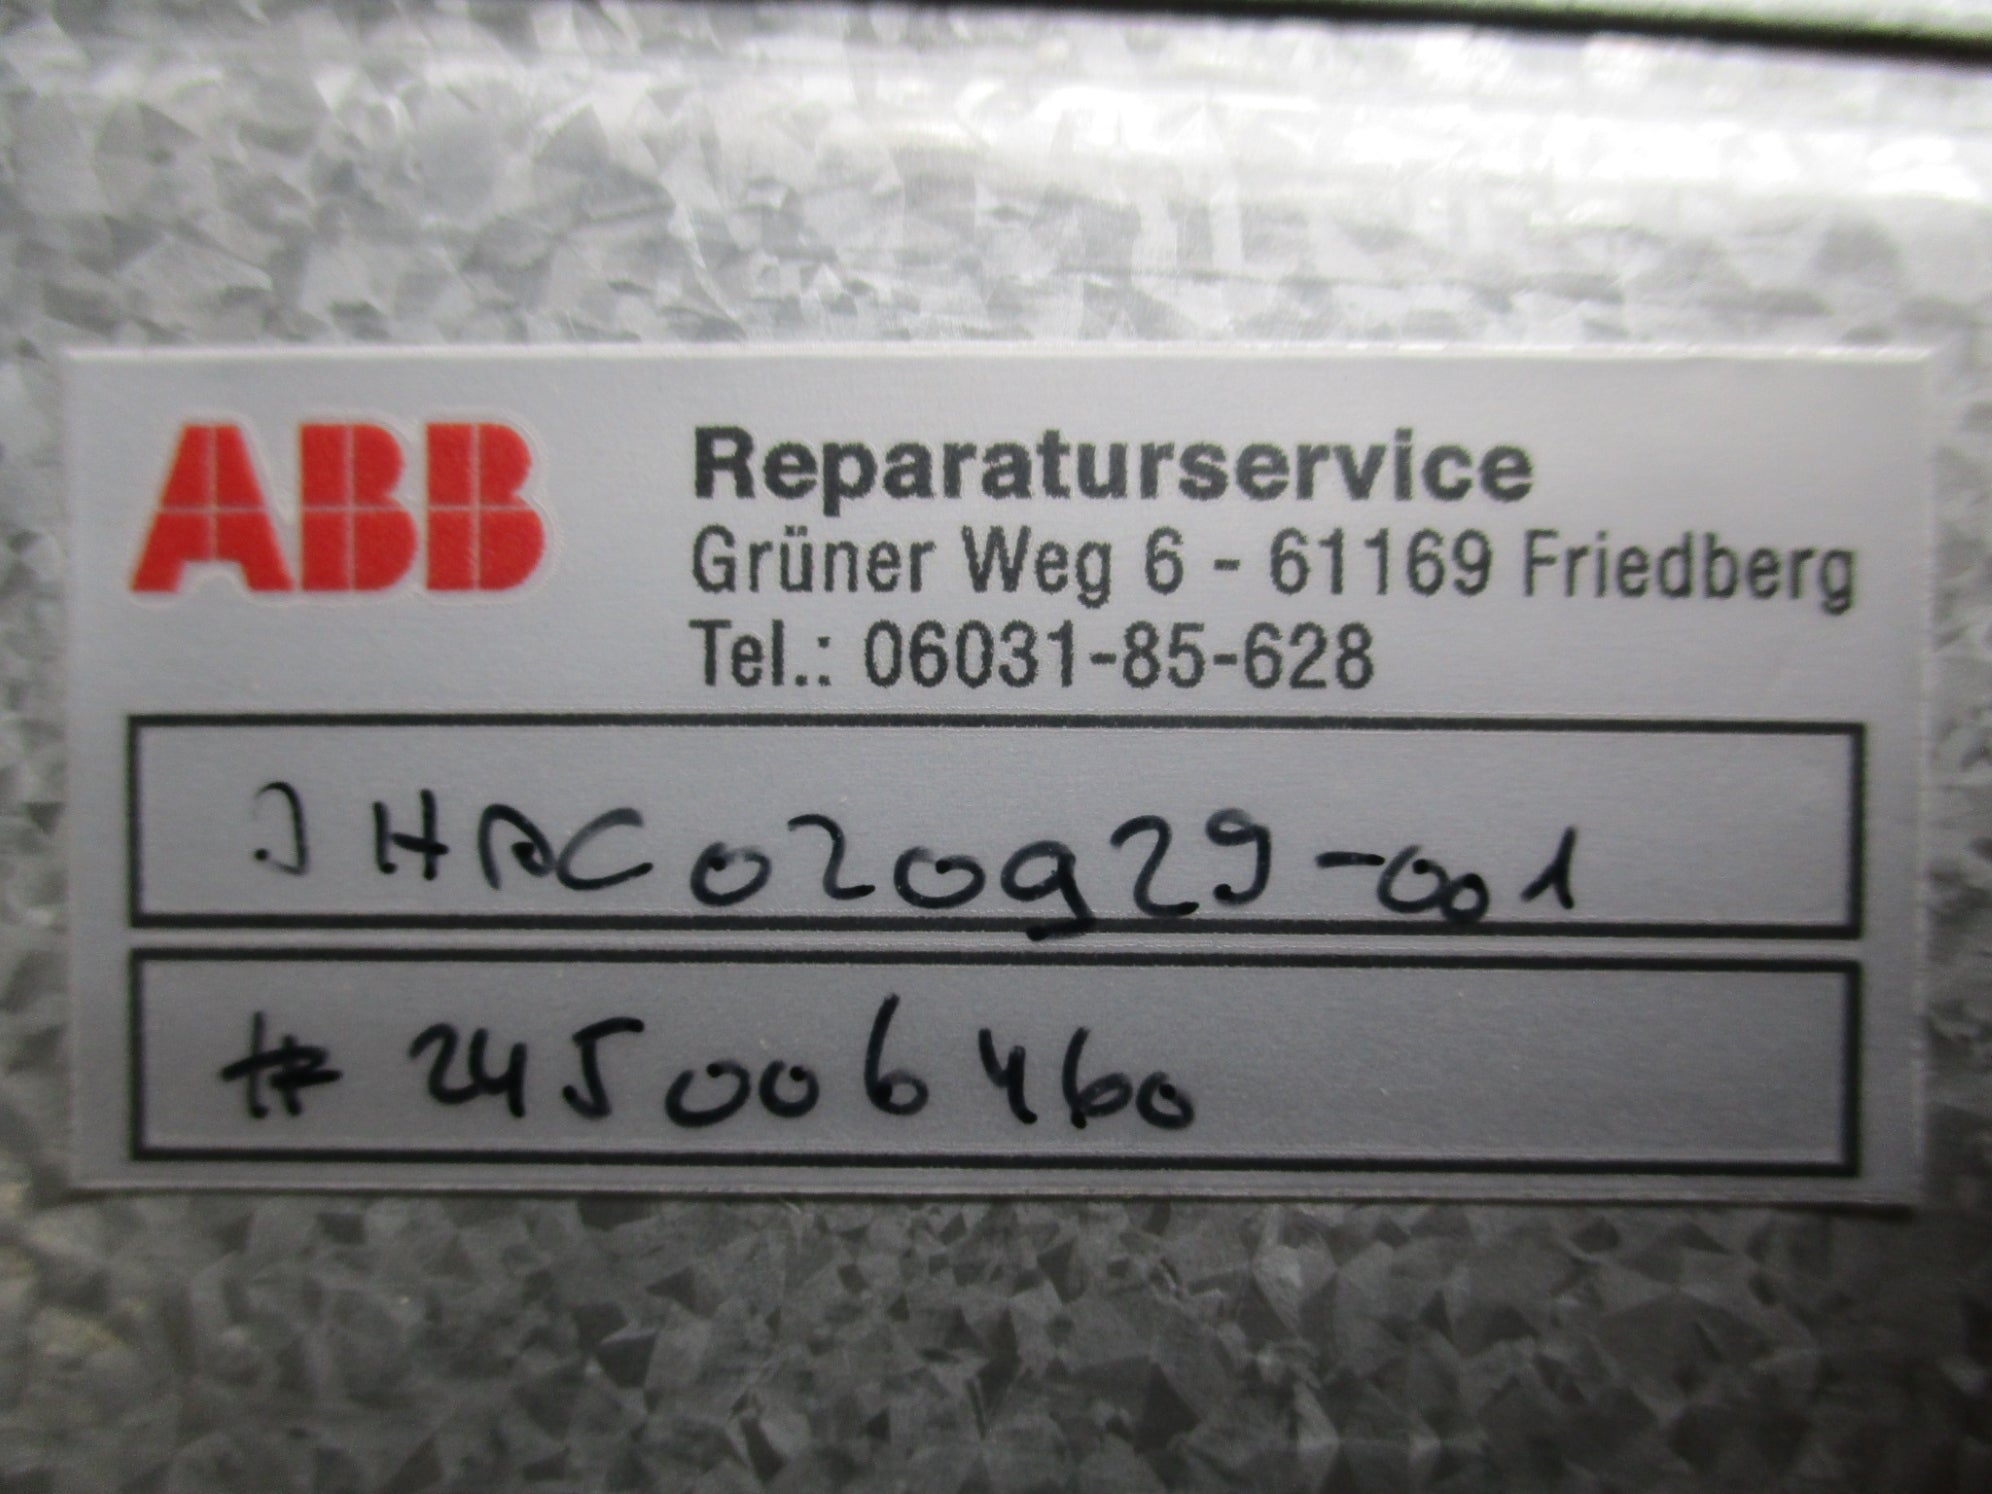 ABB
Reparaturservice
Grüner Weg 6 - 61169 Friedberg
Tel.: 06031-85-628
3HAC020929-001
# 245006460